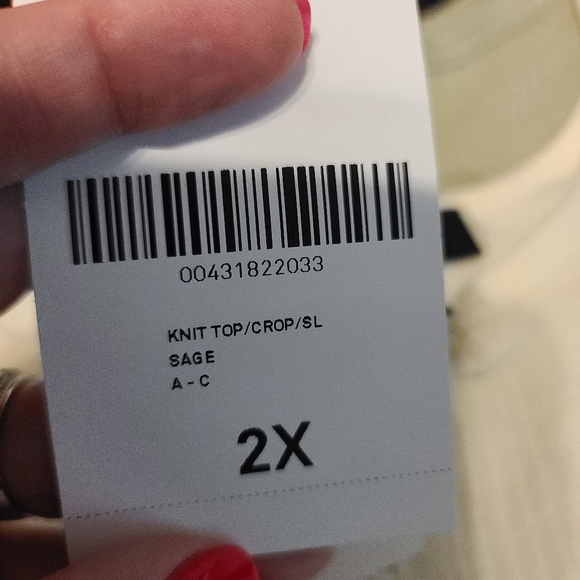 00431822033
KNIT TOP/CROP/SL
SAGE
A - C
2X